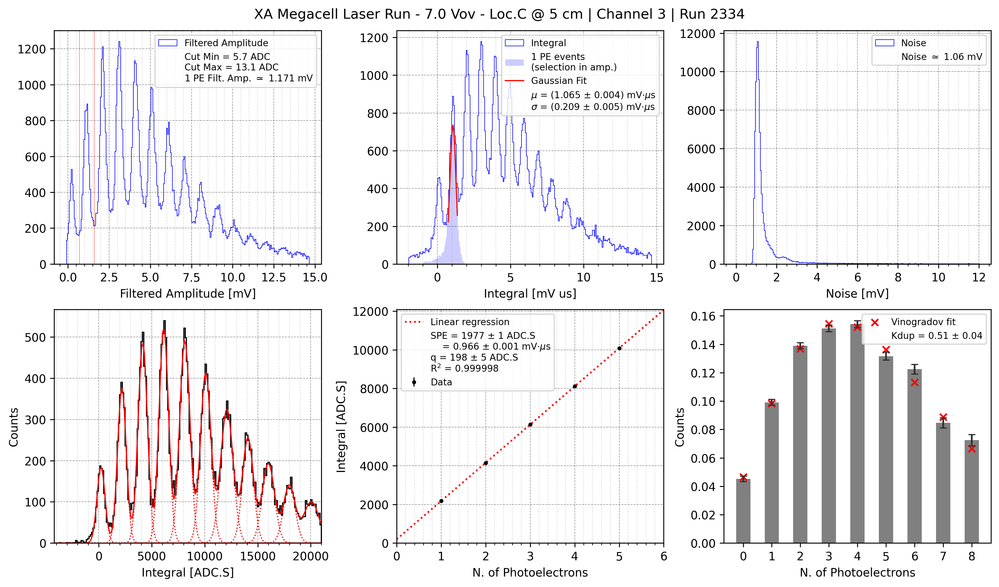 XA Megacell Laser Run - 7.0 Vov - Loc.C @ 5 cm | Channel 3 | Run 2334
Filtered Amplitude
Cut Min = 5.7 ADC
Cut Max = 13.1 ADC
1 PE Filt. Amp. ≃ 1.171 mV
0
200
400
600
800
1000
1200
0.0 2.5 5.0 7.5 10.0 12.5 15.0
Filtered Amplitude [mV]
Integral
1 PE events
(selection in amp.)
Gaussian Fit
μ = (1.065 ± 0.004) mV·μs
σ = (0.209 ± 0.005) mV·μs
0
200
400
600
800
1000
1200
0 5 10 15
Integral [mV us]
Noise
Noise ≃ 1.06 mV
0
2000
4000
6000
8000
10000
12000
0 2 4 6 8 10 12
Noise [mV]
Counts
0
100
200
300
400
500
0 5000 10000 15000 20000
Integral [ADC.S]
Linear regression
SPE = 1977 ± 1 ADC.S
= 0.966 ± 0.001 mV·μs
q = 198 ± 5 ADC.S
R² = 0.999998
Data
Integral [ADC.S]
0
2000
4000
6000
8000
10000
12000
0 1 2 3 4 5 6
N. of Photoelectrons
Vinogradov fit
Kdup = 0.51 ± 0.04
Counts
0.00
0.02
0.04
0.06
0.08
0.10
0.12
0.14
0.16
0 1 2 3 4 5 6 7 8
N. of Photoelectrons